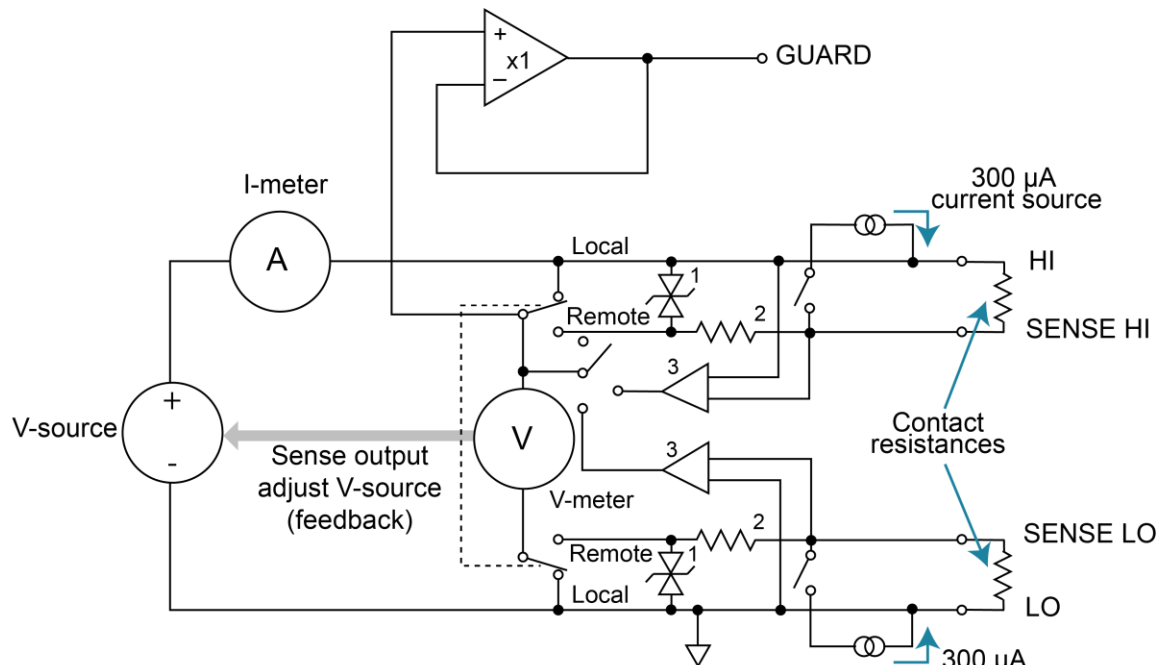 +
x1
−
GUARD
I-meter
A
300 µA
current source
Local
1
HI
Remote
2
SENSE HI
3
+
V-source
-
V
Sense output
adjust V-source
(feedback)
V-meter
3
Contact
resistances
2
SENSE LO
Remote
1
Local
LO
300 µA